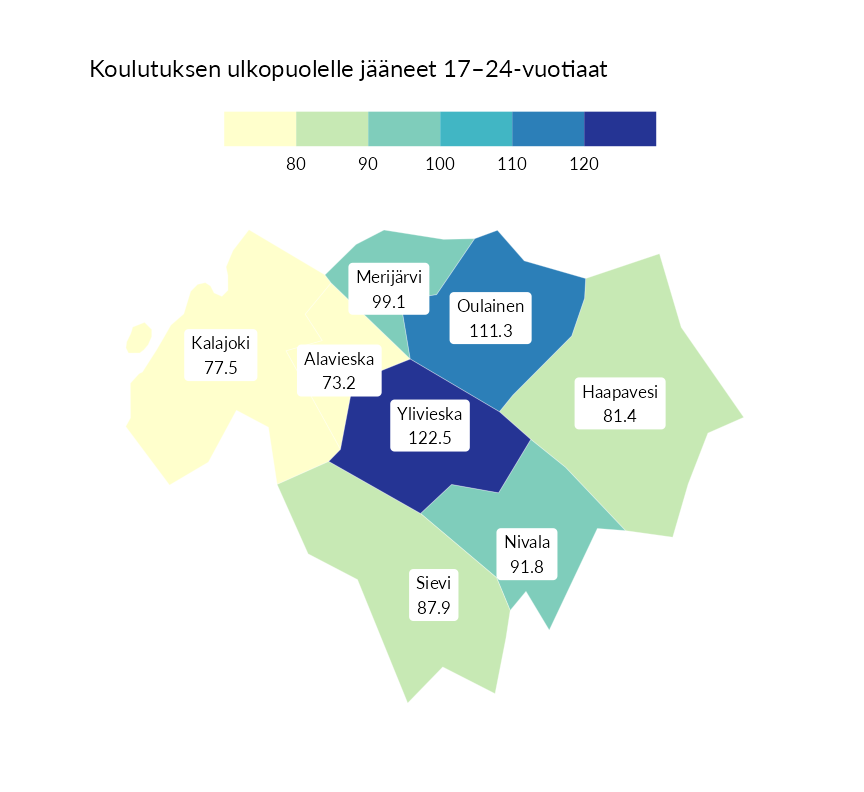 Koulutuksen ulkopuolelle jääneet 17–24-vuotiaat
80 90 100 110 120
Merijärvi
99.1
Oulainen
111.3
Kalajoki
77.5
Alavieska
73.2
Haapavesi
81.4
Ylivieska
122.5
Nivala
91.8
Sievi
87.9